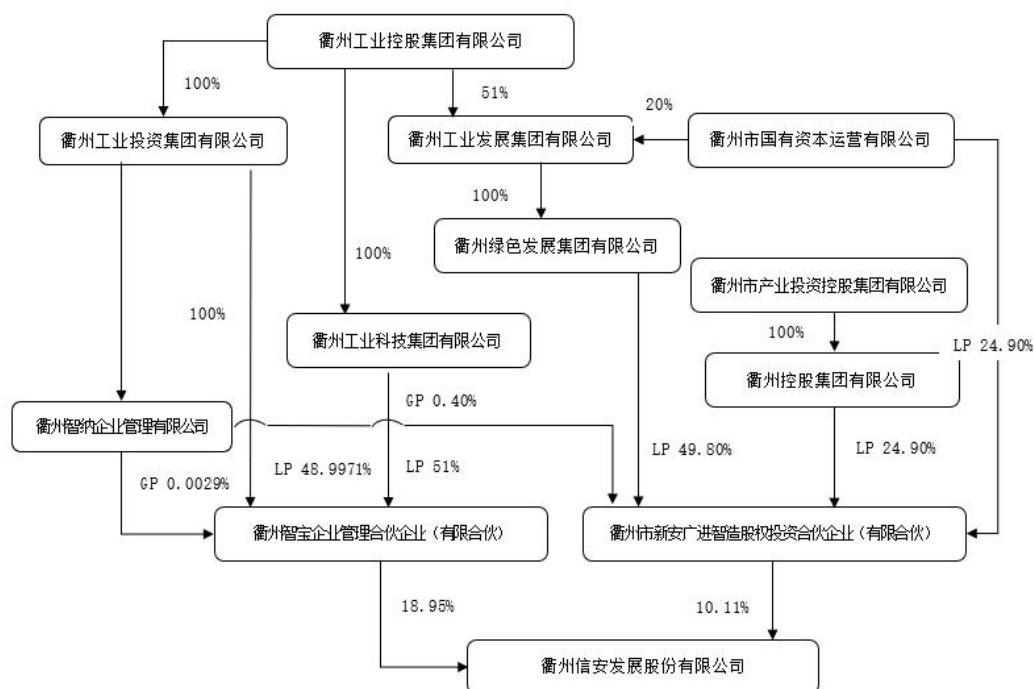 衢州工业控股集团有限公司
100%
51%
20%
衢州工业投资集团有限公司
衢州工业发展集团有限公司
衢州市国有资本运营有限公司
100%
衢州绿色发展集团有限公司
100%
衢州市产业投资控股集团有限公司
100%
衢州工业科技集团有限公司
100%
LP 24.90%
衢州控股集团有限公司
GP 0.40%
衢州智纳企业管理有限公司
LP 49.80%
LP 24.90%
GP 0.0029%
LP 48.9971%
LP 51%
衢州智宝企业管理合伙企业（有限合伙）
衢州市新安广进智造股权投资合伙企业（有限合伙）
18.95%
10.11%
衢州信安发展股份有限公司